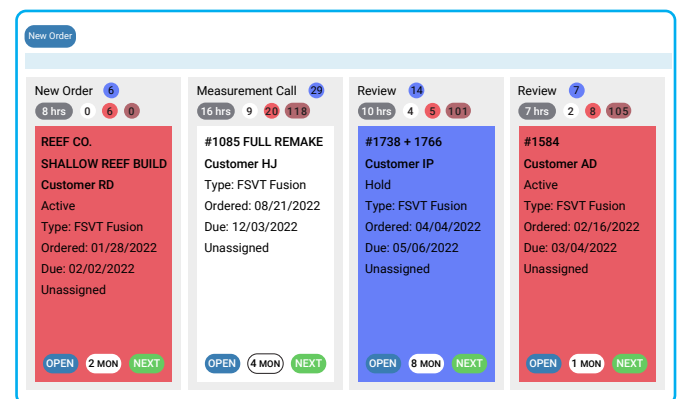 New Order
New Order 6
8 hrs 0 6 0
REEF CO.
SHALLOW REEF BUILD
Customer RD
Active
Type: FSVT Fusion
Ordered: 01/28/2022
Due: 02/02/2022
Unassigned
OPEN 2 MON NEXT
Measurement Call 29
16 hrs 9 20 118
#1085 FULL REMAKE
Customer HJ
Type: FSVT Fusion
Ordered: 08/21/2022
Due: 12/03/2022
Unassigned
OPEN 4 MON NEXT
Review 14
10 hrs 4 5 101
#1738 + 1766
Customer IP
Hold
Type: FSVT Fusion
Ordered: 04/04/2022
Due: 05/06/2022
Unassigned
OPEN 8 MON NEXT
Review 7
7 hrs 2 8 105
#1584
Customer AD
Active
Type: FSVT Fusion
Ordered: 02/16/2022
Due: 03/04/2022
Unassigned
OPEN 1 MON NEXT